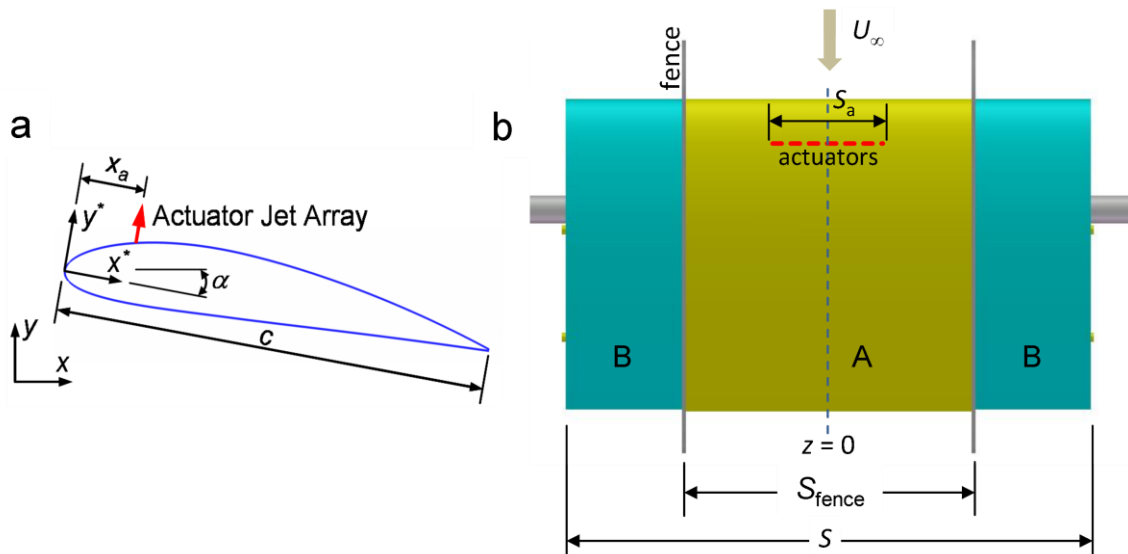 a
x_a
y*
Actuator Jet Array
x*
α
c
y
x
b
fence
U_∞
S_a
actuators
B
A
B
z = 0
S_fence
S